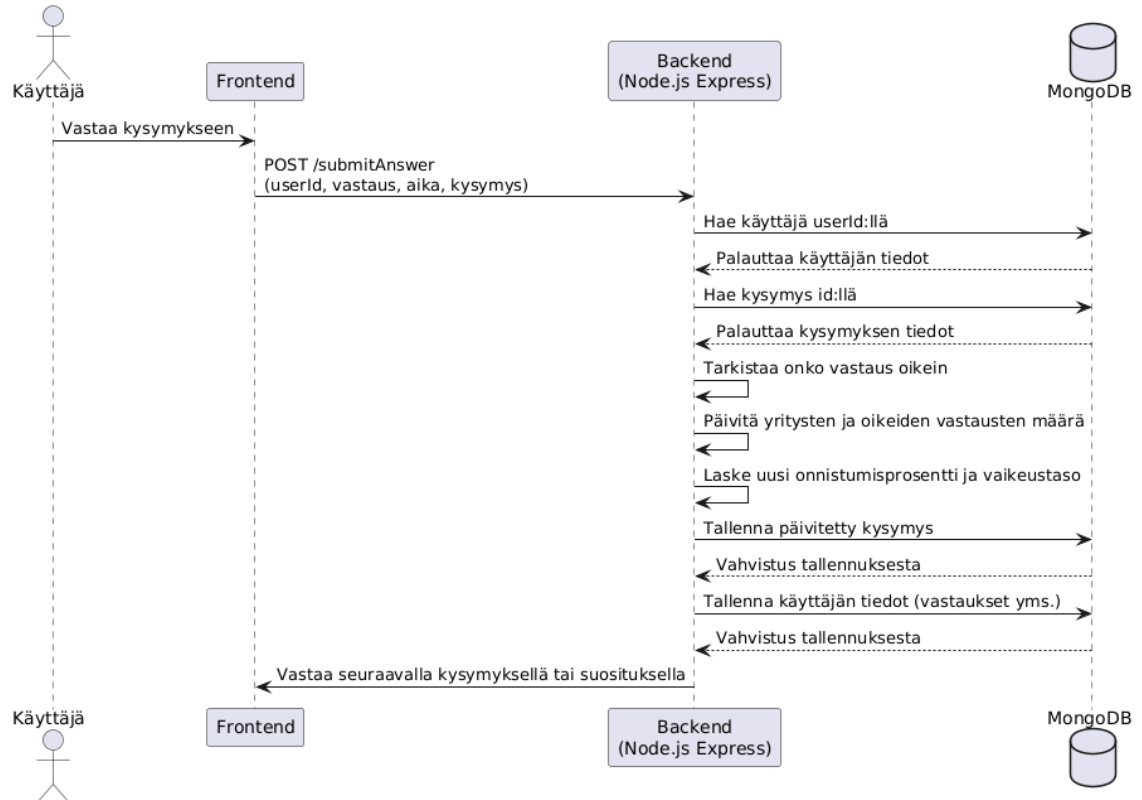 Käyttäjä
Frontend
Backend
(Node.js Express)
MongoDB
Vastaa kysymykseen
POST /submitAnswer
(userId, vastaus, aika, kysymys)
Hae käyttäjä userId:llä
Palauttaa käyttäjän tiedot
Hae kysymys id:llä
Palauttaa kysymyksen tiedot
Tarkistaa onko vastaus oikein
Päivitä yritysten ja oikeiden vastausten määrä
Laske uusi onnistumisprosentti ja vaikeustaso
Tallenna päivitetty kysymys
Vahvistus tallennuksesta
Tallenna käyttäjän tiedot (vastaukset yms.)
Vahvistus tallennuksesta
Vastaa seuraavalla kysymyksellä tai suosituksella
Käyttäjä
Frontend
Backend
(Node.js Express)
MongoDB